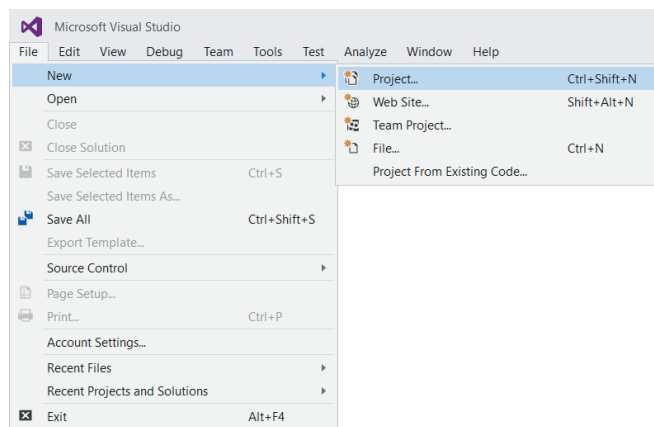 Microsoft Visual Studio
File Edit View Debug Team Tools Test Analyze Window Help
New
Open
Close
Close Solution
Save Selected Items Ctrl+S
Save Selected Items As...
Save All Ctrl+Shift+S
Export Template...
Source Control
Page Setup...
Print... Ctrl+P
Account Settings...
Recent Files
Recent Projects and Solutions
Exit Alt+F4
Project... Ctrl+Shift+N
Web Site... Shift+Alt+N
Team Project...
File... Ctrl+N
Project From Existing Code...